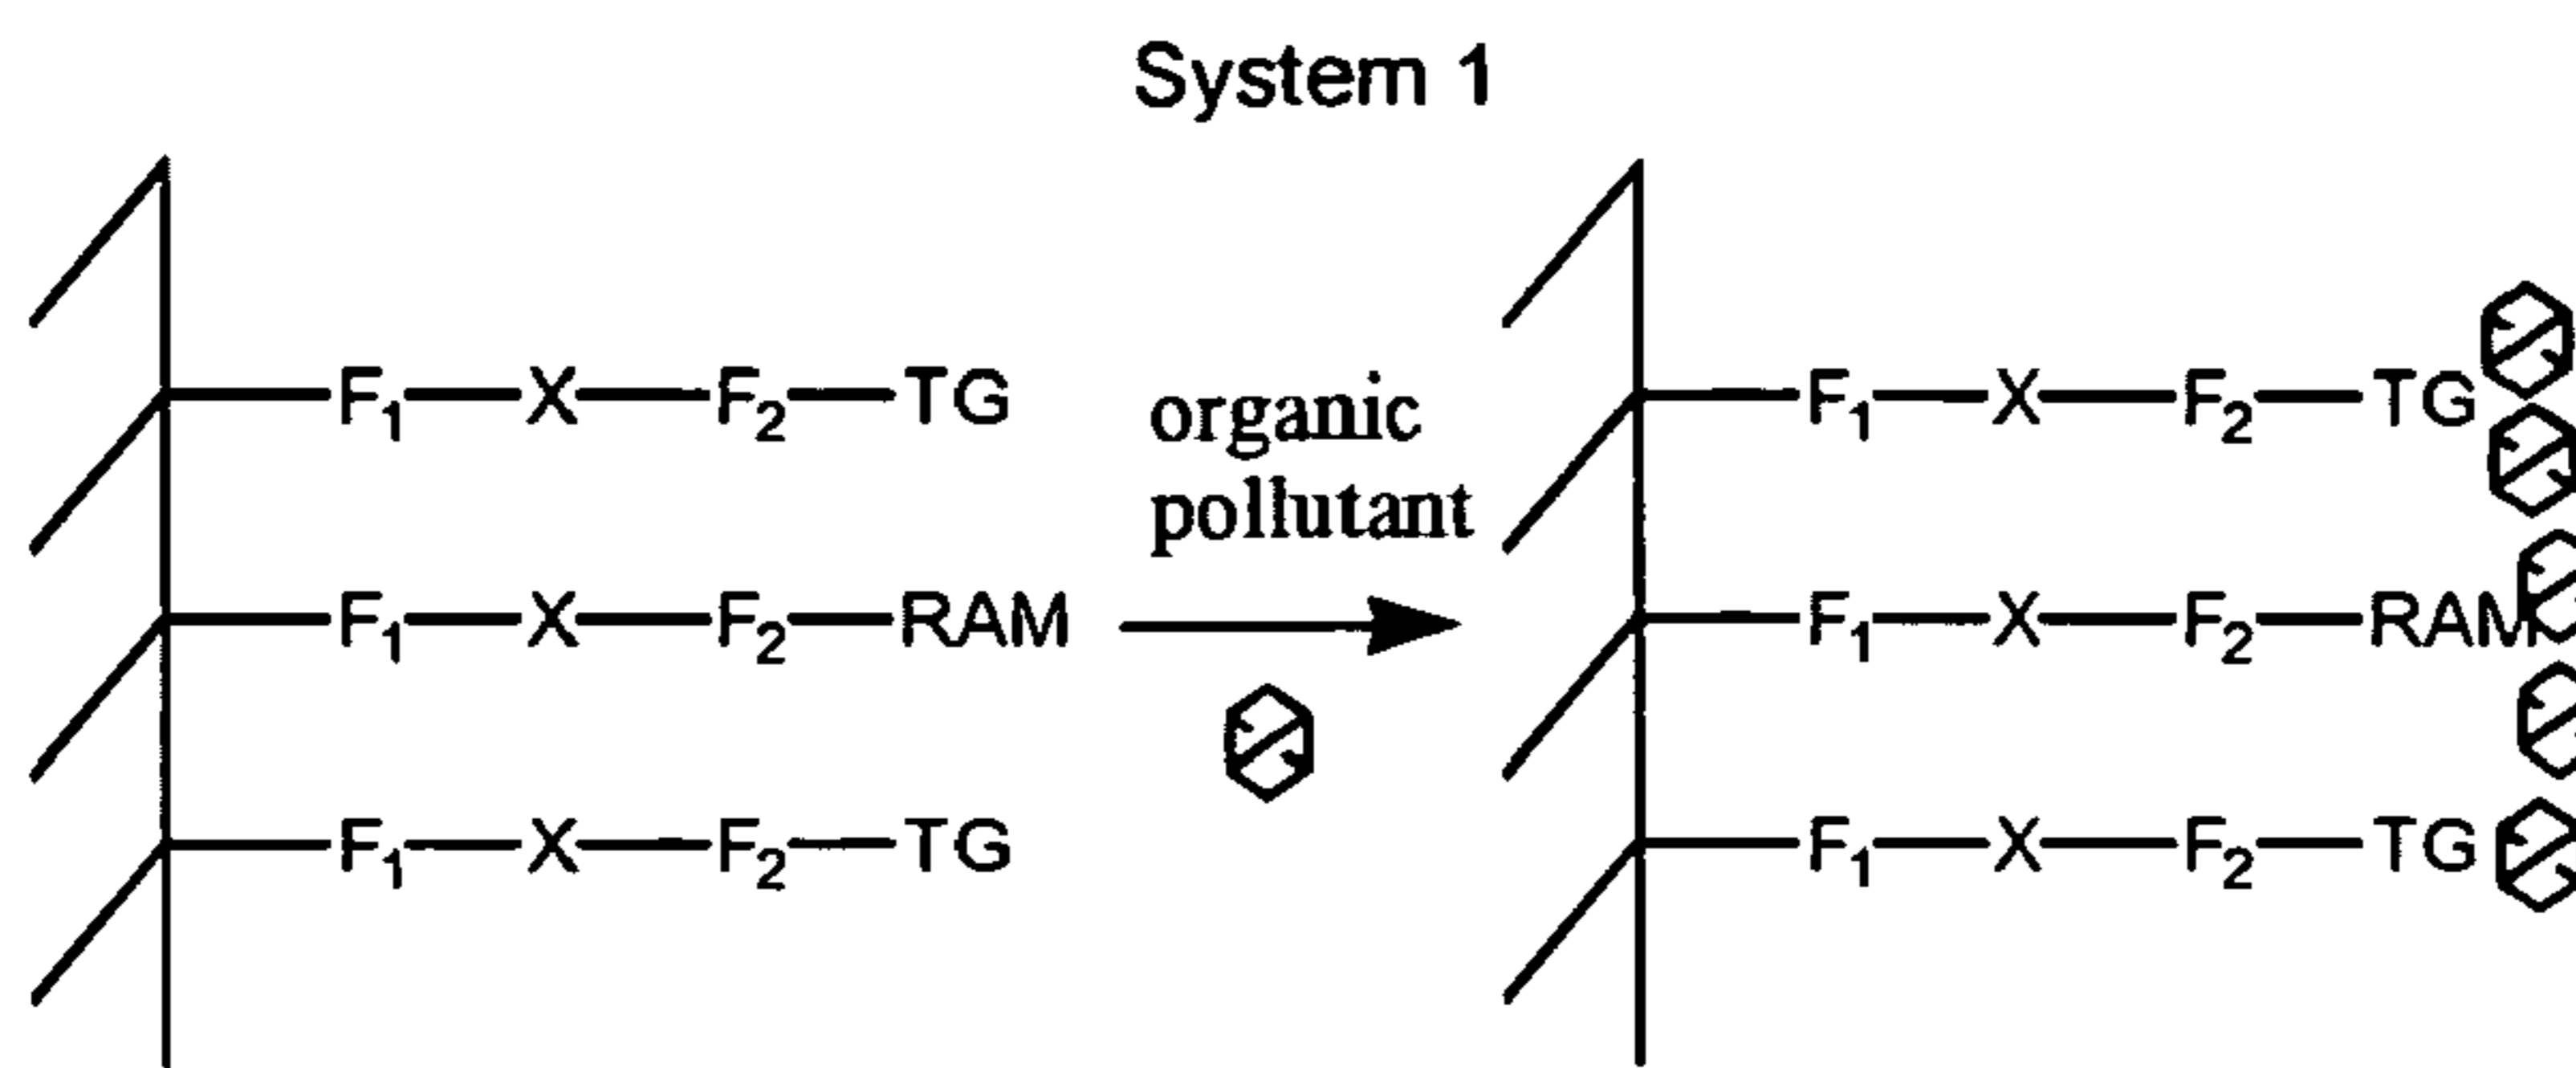 System 1
F₁—X—F₂—TG
F₁—X—F₂—RAM
F₁—X—F₂—TG
organic
pollutant
F₁—X—F₂—TG
F₁—X—F₂—RAM
F₁—X—F₂—TG